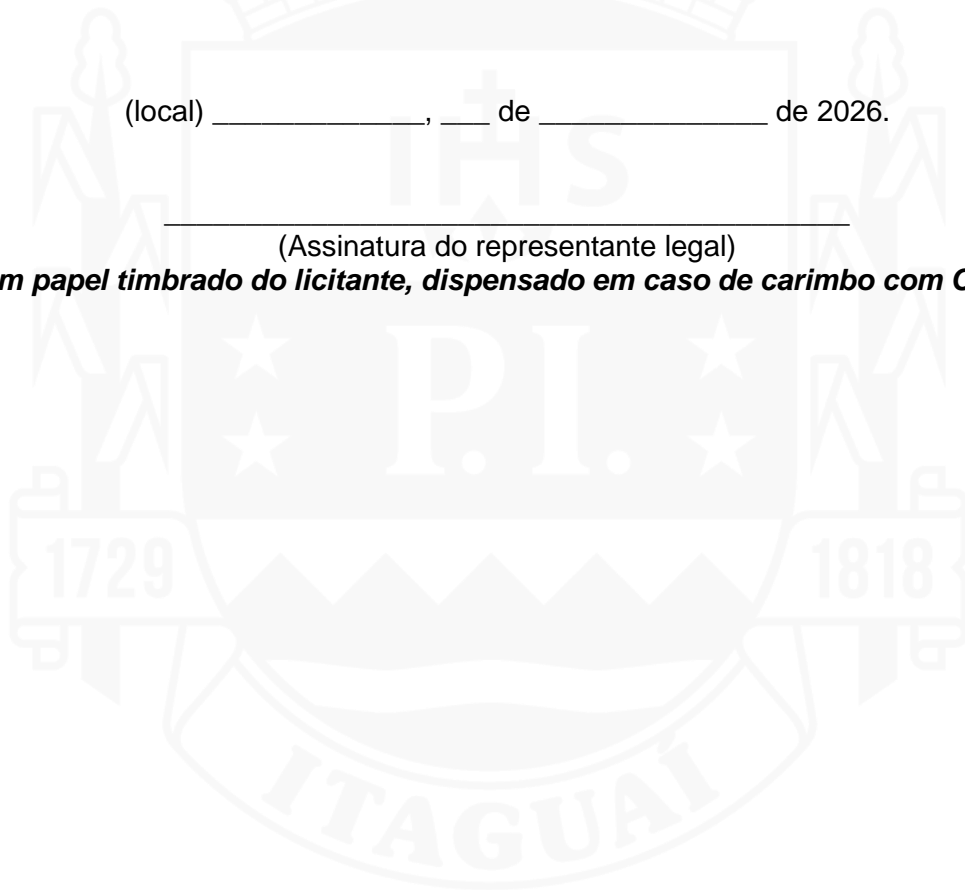 (local) _____________, ___ de ______________ de 2026.
__________________________________________
(Assinatura do representante legal)
m papel timbrado do licitante, dispensado em caso de carimbo com C
IHS
P.I.
1729
1818
ITAGUAÍ